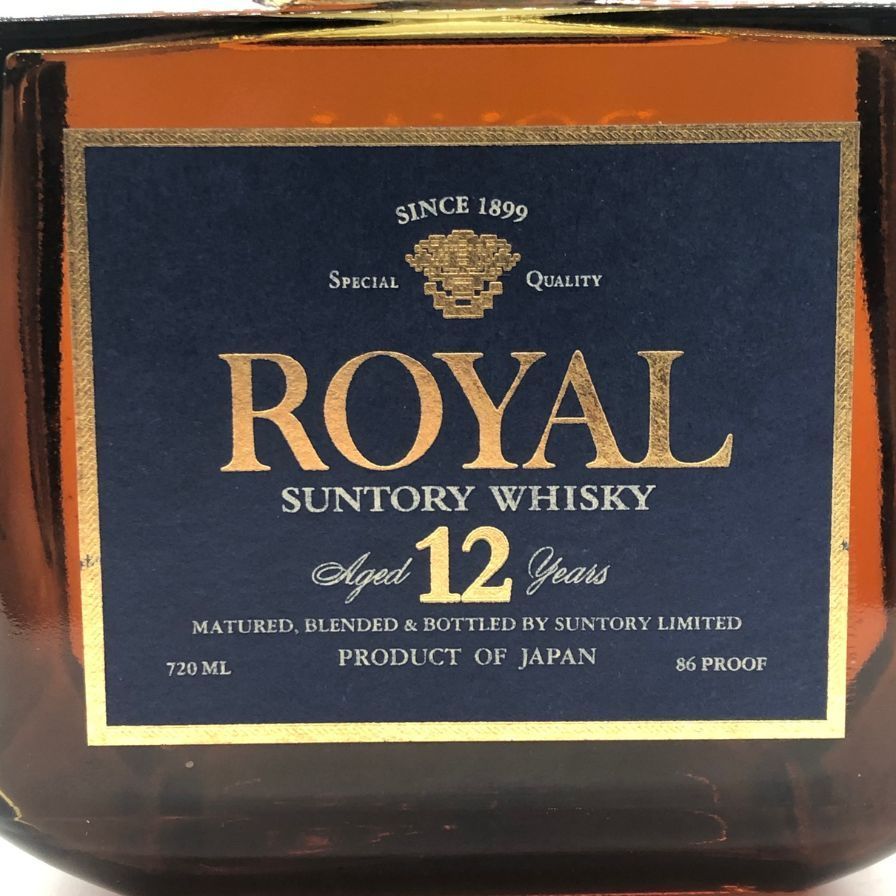 SINCE 1899
SPECIAL QUALITY
ROYAL
SUNTORY WHISKY
Aged 12 Years
MATURED, BLENDED & BOTTLED BY SUNTORY LIMITED
720 ML PRODUCT OF JAPAN 86 PROOF